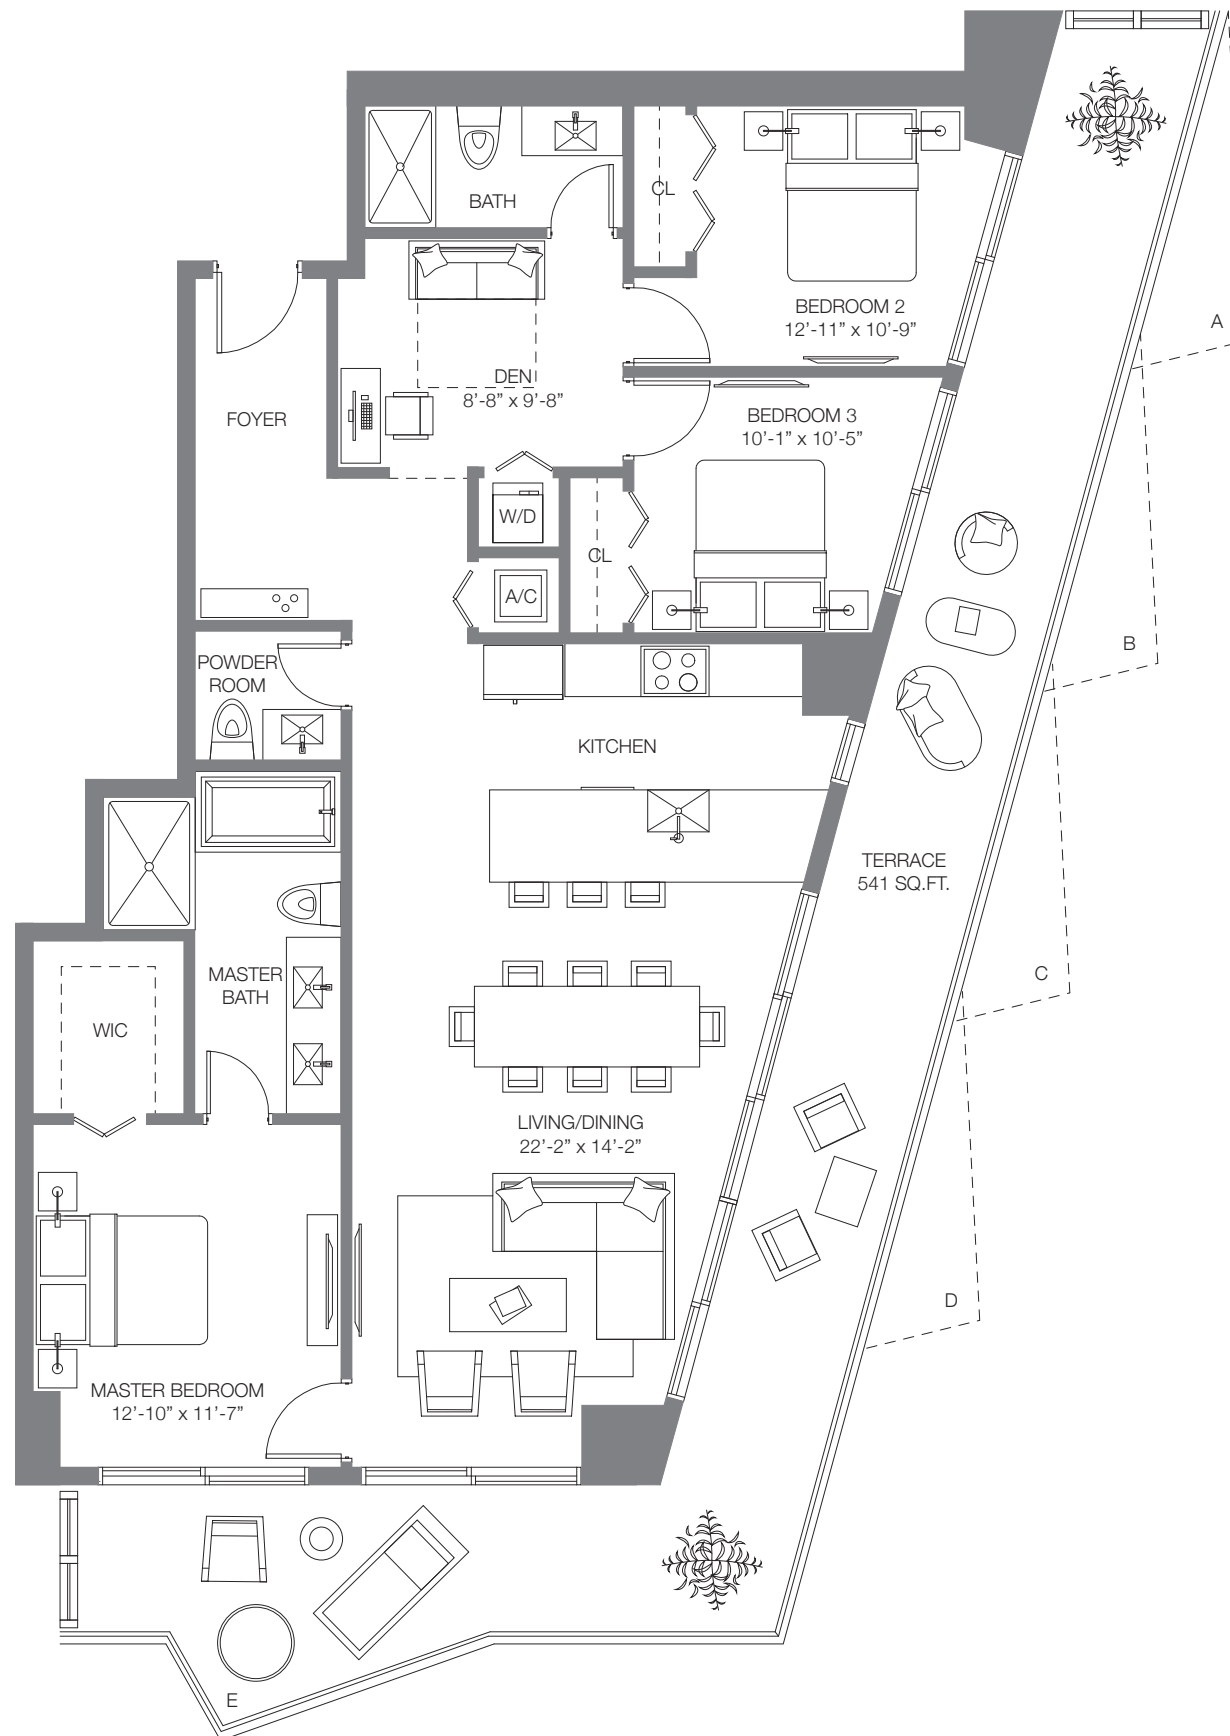 BATH
CL
BEDROOM 2
12’-11” x 10’-9”
A
DEN
8’-8” x 9’-8”
FOYER
BEDROOM 3
10’-1” x 10’-5”
W/D
CL
A/C
B
POWDER
ROOM
KITCHEN
TERRACE
541 SQ.FT.
MASTER
BATH
C
WIC
LIVING/DINING
22’-2” x 14’-2”
D
MASTER BEDROOM
12’-10” x 11’-7”
E